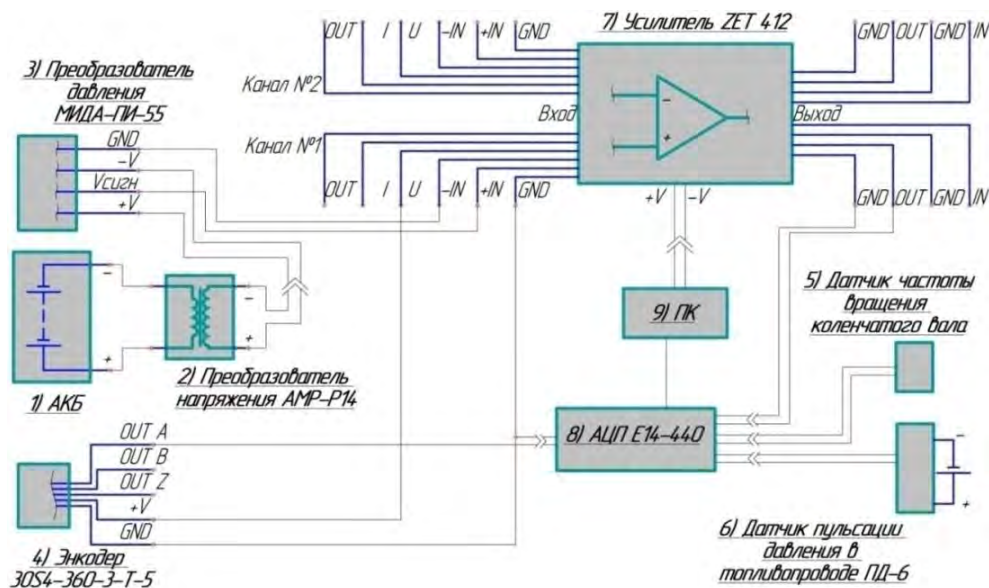 OUT
I
U
-IN
+IN
GND
7) Усилитель ZET 412
GND
OUT
GND
IN
3) Преобразователь
давления
МИДА-ПИ-55
Канал №2
Вход
Выход
GND
-V
Vсигн
+V
Канал №1
OUT
I
U
-IN
+IN
GND
+V
-V
GND
OUT
GND
IN
-
+
-
+
-
+
1) АКБ
2) Преобразователь
напряжения АМР-Р14
9) ПК
5) Датчик частоты
вращения
коленчатого вала
8) АЦП Е14-440
OUT A
OUT B
OUT Z
+V
GND
4) Энкодер
30S4-360-3-T-5
-
+
6) Датчик пульсации
давления в
топливопроводе ПД-6